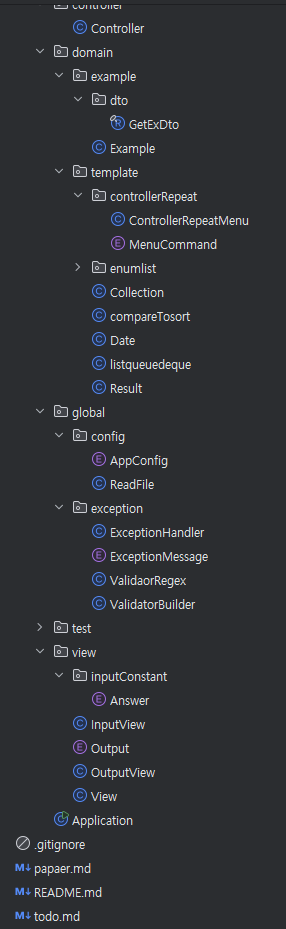 controller
Controller
domain
example
dto
GetExDto
Example
template
controllerRepeat
ControllerRepeatMenu
MenuCommand
enumlist
Collection
compareTosort
Date
listqueuedeque
Result
global
config
AppConfig
ReadFile
exception
ExceptionHandler
ExceptionMessage
ValidaorRegex
ValidatorBuilder
test
view
inputConstant
Answer
InputView
Output
OutputView
View
Application
.gitignore
papaer.md
README.md
todo.md